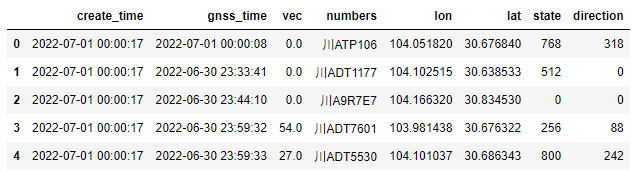 create_time gnss_time vec numbers lon lat state direction
0 2022-07-01 00:00:17 2022-07-01 00:00:08 0.0 川ATP106 104.051820 30.676840 768 318
1 2022-07-01 00:00:17 2022-06-30 23:33:41 0.0 川ADT1177 104.102515 30.638533 512 0
2 2022-07-01 00:00:17 2022-06-30 23:44:10 0.0 川A9R7E7 104.166320 30.834530 0 0
3 2022-07-01 00:00:17 2022-06-30 23:59:32 54.0 川ADT7601 103.981438 30.676322 256 88
4 2022-07-01 00:00:17 2022-06-30 23:59:33 27.0 川ADT5530 104.101037 30.686343 800 242